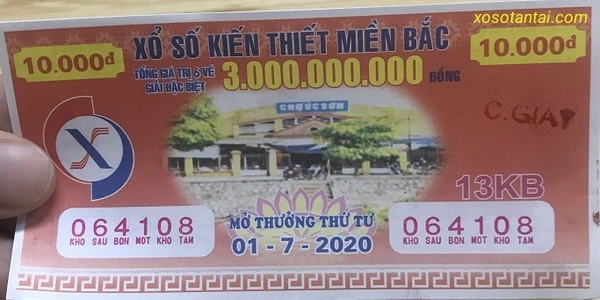 xosotantai.com
XỔ SỐ KIẾN THIẾT MIỀN BẮC
10.000đ
10.000đ
TỔNG GIÁ TRỊ 6 VÉ
GIẢI ĐẶC BIỆT
3.000.000.000 ĐỒNG
X
CHỢ ÚC SƠN
C.GIAY
13KB
064108
KHO SAU BON MOT KHO TAM
MỞ THƯỞNG THỨ TƯ
01-7-2020
064108
KHO SAU BON MOT KHO TAM